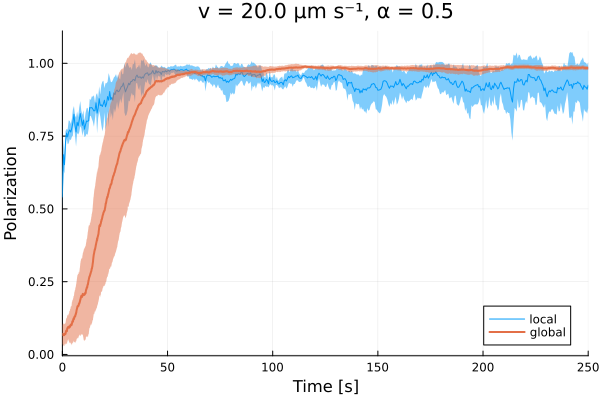 v = 20.0 μm s⁻¹, α = 0.5
Polarization
1.00
0.75
0.50
0.25
0.00
local
global
0
50
100
150
200
250
Time [s]